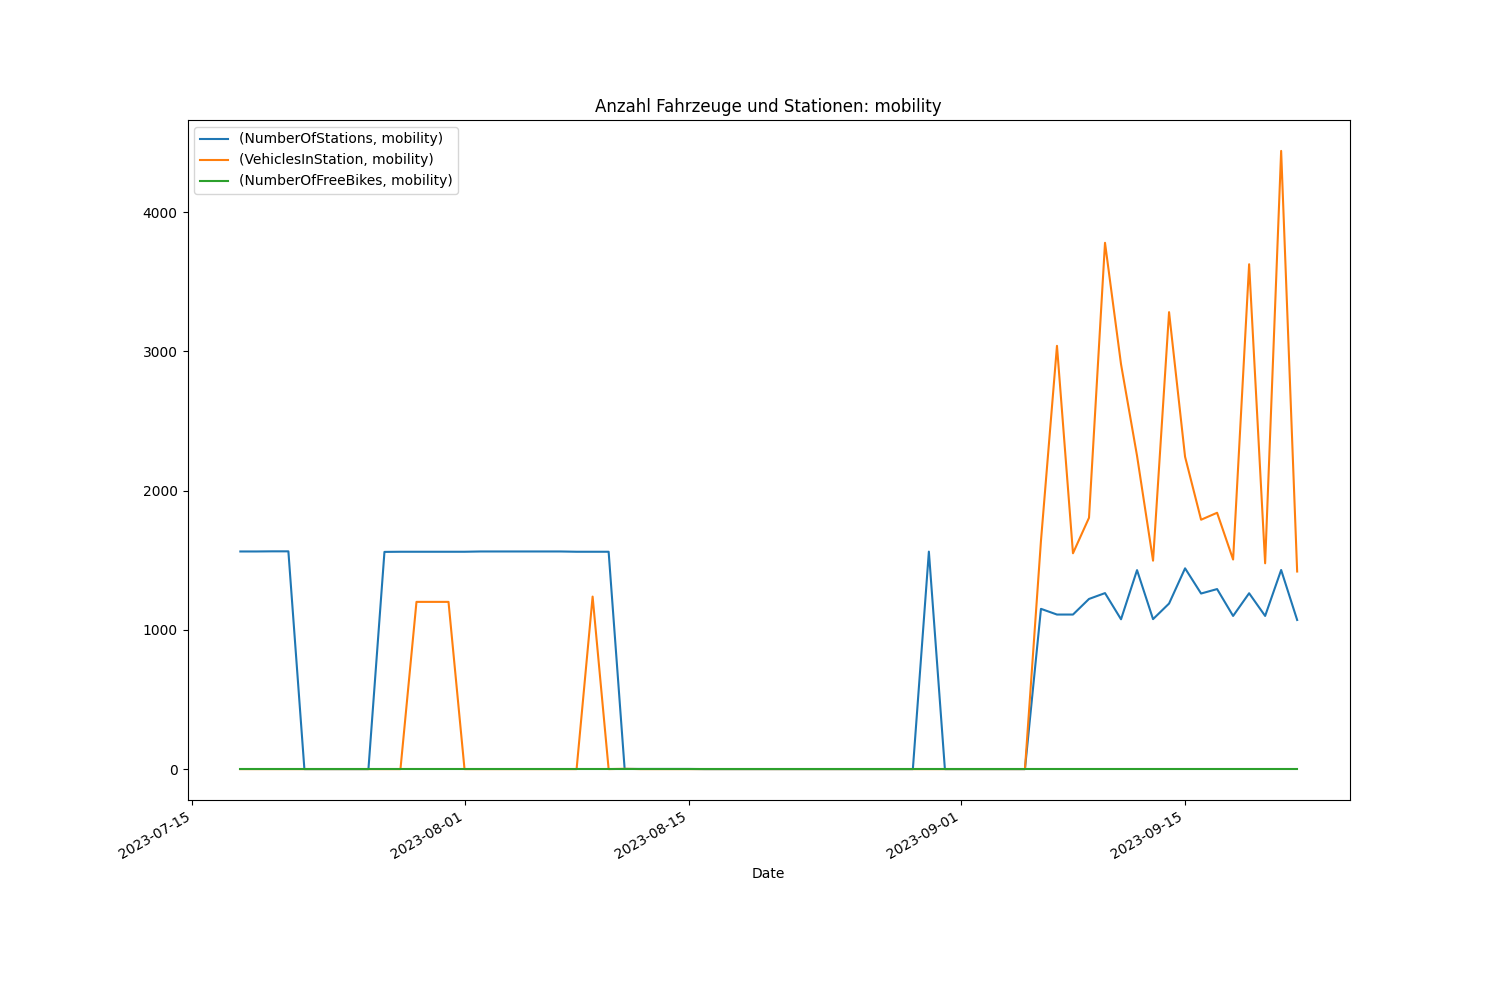 Anzahl Fahrzeuge und Stationen: mobility
(NumberOfStations, mobility)
(VehiclesInStation, mobility)
(NumberOfFreeBikes, mobility)
4000
3000
2000
1000
0
2023-07-15
2023-08-01
2023-08-15
2023-09-01
2023-09-15
Date